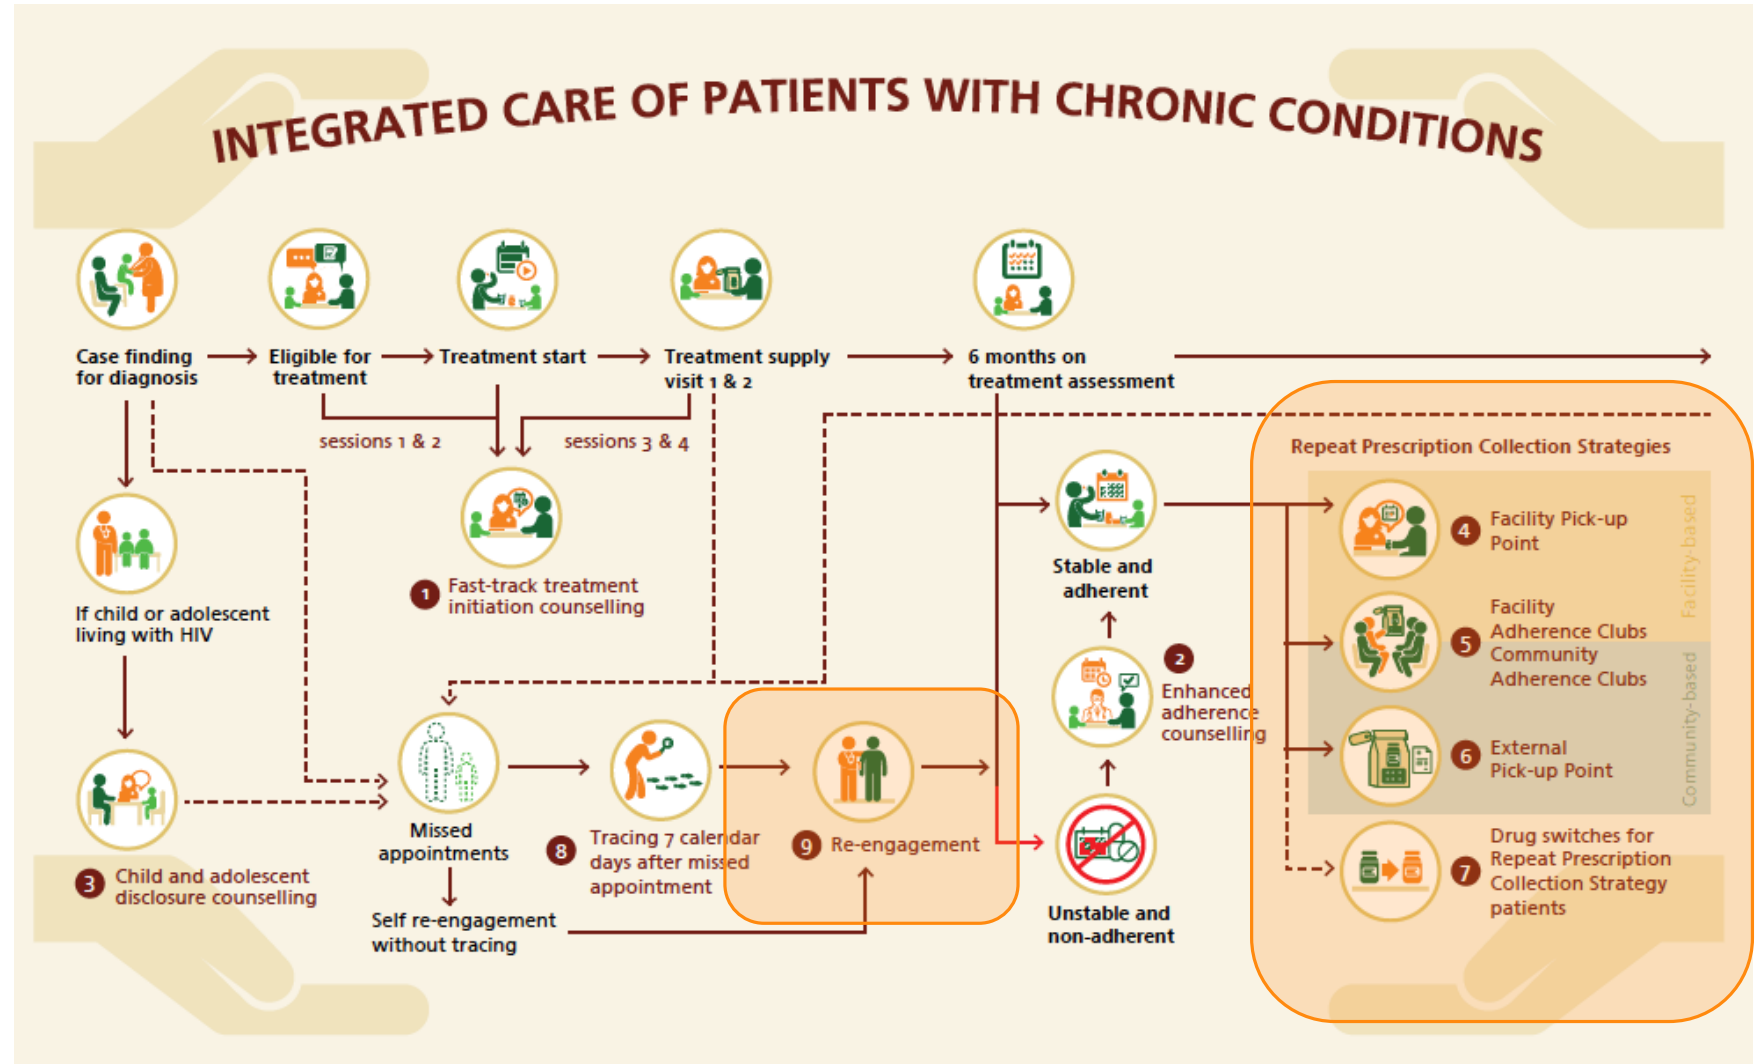 INTEGRATED CARE OF PATIENTS WITH CHRONIC CONDITIONS
Case finding
for diagnosis
Eligible for
treatment
Treatment start
Treatment supply
visit 1 & 2
6 months on
treatment assessment
sessions 1 & 2
sessions 3 & 4
1 Fast-track treatment
initiation counselling
If child or adolescent
living with HIV
3 Child and adolescent
disclosure counselling
Missed
appointments
Self re-engagement
without tracing
8 Tracing 7 calendar
days after missed
appointment
9 Re-engagement
Stable and
adherent
2
Enhanced
adherence
counselling
Unstable and
non-adherent
Repeat Prescription Collection Strategies
Facility-based
4 Facility Pick-up
Point
5 Facility
Adherence Clubs
Community
Adherence Clubs
Community-based
6 External
Pick-up Point
7 Drug switches for
Repeat Prescription
Collection Strategy
patients